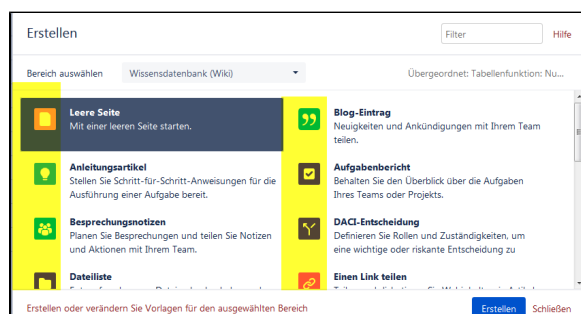 Erstellen
Filter
Hilfe
Bereich auswählen
Wissensdatenbank (Wiki)
Übergeordnet: Tabellenfunktion: Nu...
Leere Seite
Mit einer leeren Seite starten.
Blog-Eintrag
Neuigkeiten und Ankündigungen mit Ihrem Team
teilen.
Anleitungsartikel
Stellen Sie Schritt-für-Schritt-Anweisungen für die
Ausführung einer Aufgabe bereit.
Aufgabenbericht
Behalten Sie den Überblick über die Aufgaben
Ihres Teams oder Projekts.
Besprechungsnotizen
Planen Sie Besprechungen und teilen Sie Notizen
und Aktionen mit Ihrem Team.
DACI-Entscheidung
Definieren Sie Rollen und Zuständigkeiten, um
eine wichtige oder riskante Entscheidung zu
Dateiliste
Einen Link teilen
Erstellen oder verändern Sie Vorlagen für den ausgewählten Bereich
Erstellen
Schließen